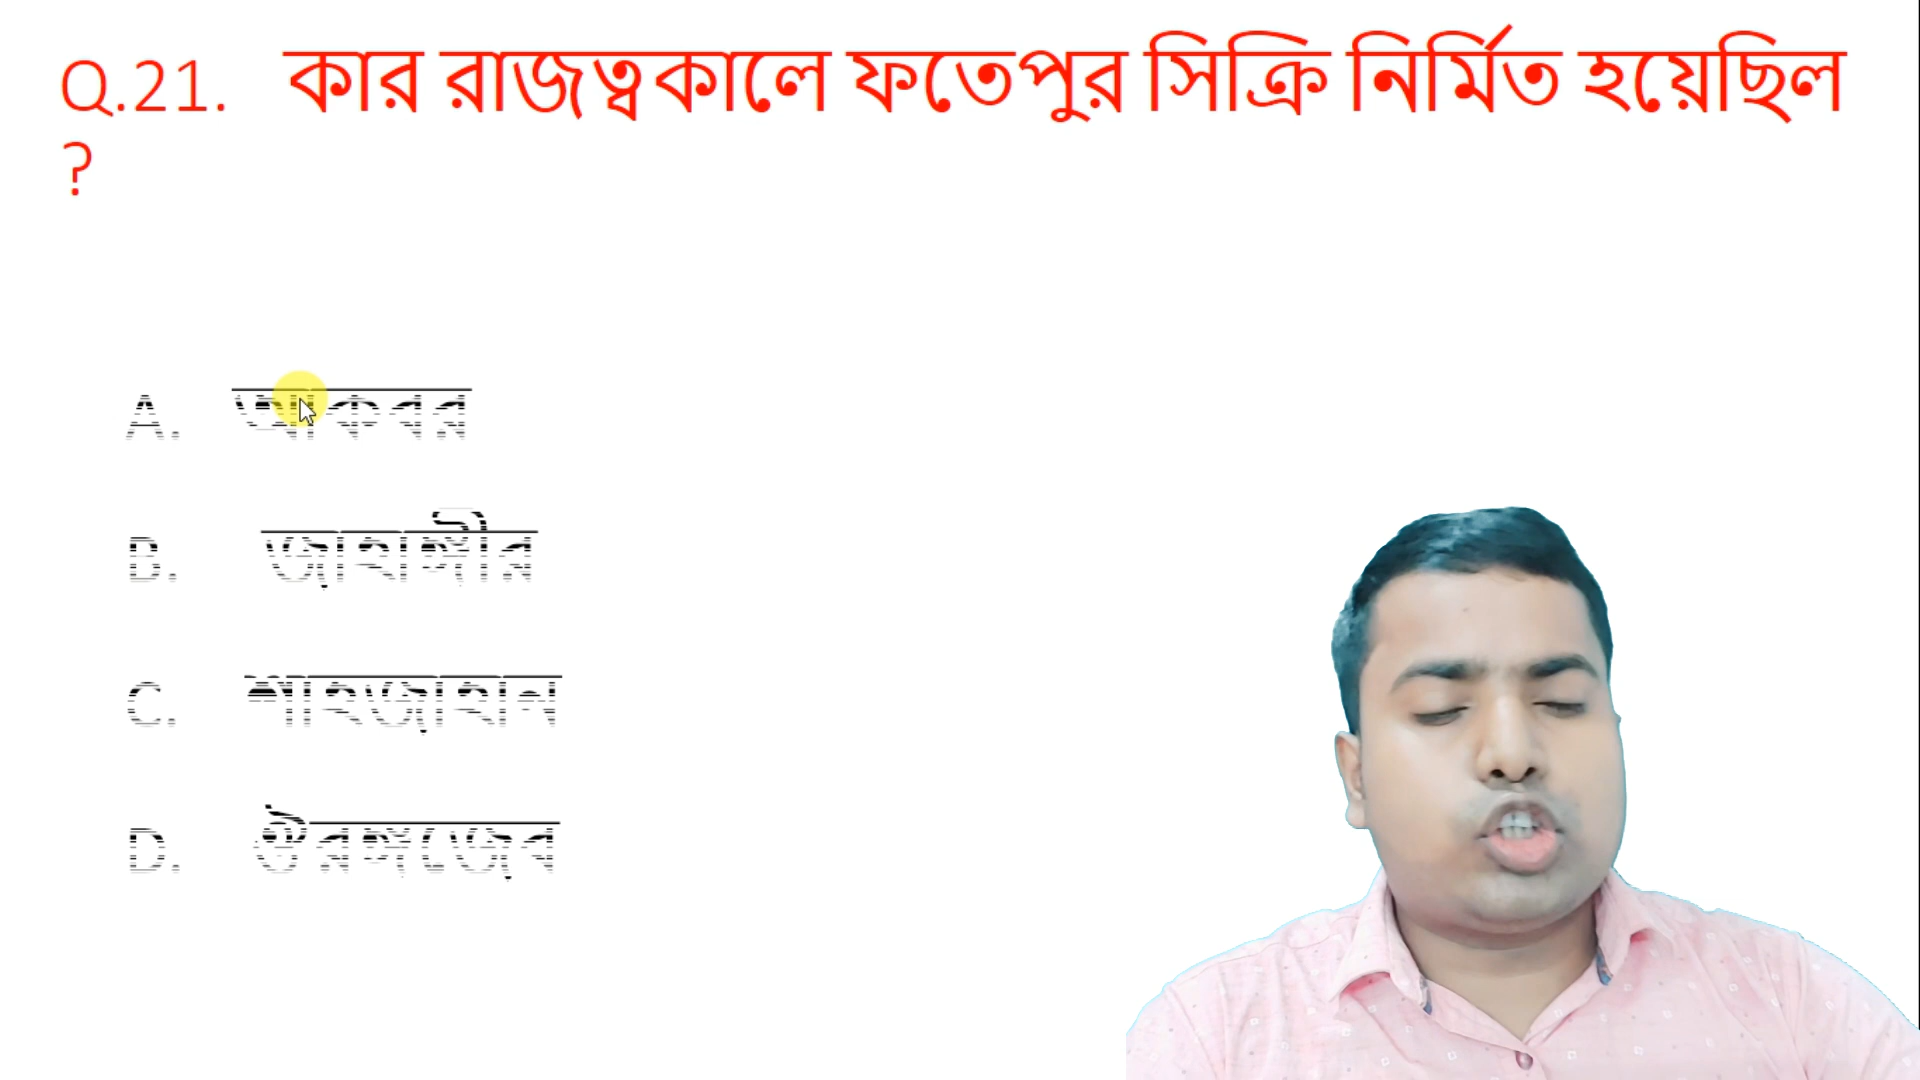 Q.21. কার রাজত্বকালে ফতেপুর সিক্রি নির্মিত হয়েছিল
?
A. আকবর
B. জাহাঙ্গীর
C. শাহজাহান
D. ঔরঙ্গজেব